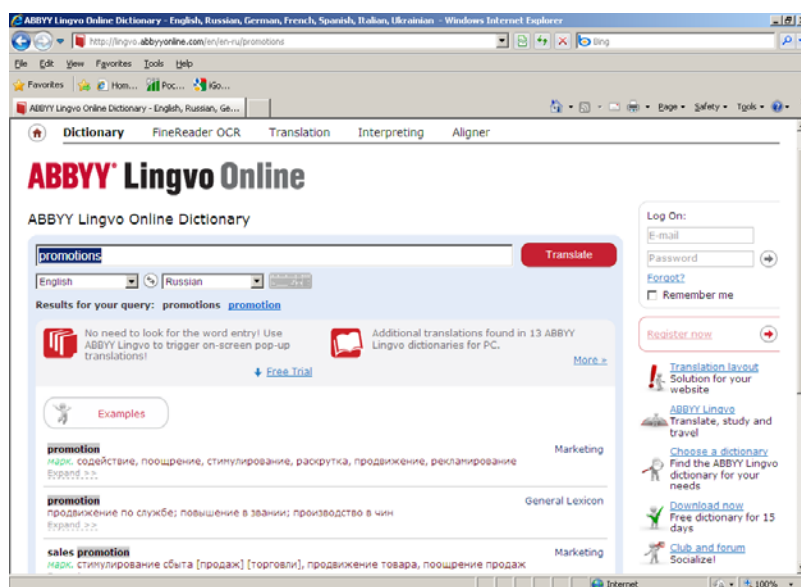 ABBYY Lingvo Online Dictionary - English, Russian, German, French, Spanish, Italian, Ukrainian - Windows Internet Explorer
http://lingvo.abbyyonline.com/en/en-ru/promotions
Bing
File Edit View Favorites Tools Help
Favorites Hom... Рос... iGo...
ABBYY Lingvo Online Dictionary - English, Russian, Ge...
Page Safety Tools
Dictionary FineReader OCR Translation Interpreting Aligner
ABBYY Lingvo Online
ABBYY Lingvo Online Dictionary
promotions
Translate
English Russian
Results for your query: promotions promotion
No need to look for the word entry! Use
ABBYY Lingvo to trigger on-screen pop-up
translations!
Free Trial
Additional translations found in 13 ABBYY
Lingvo dictionaries for PC.
More »
Examples
promotion Marketing
марк. содействие, поощрение, стимулирование, раскрутка, продвижение, рекламирование
Expand >>
promotion General Lexicon
продвижение по службе; повышение в звании; производство в чин
Expand >>
sales promotion Marketing
марк. стимулирование сбыта [продаж] [торговли], продвижение товара, поощрение продаж
Log On:
E-mail
Password
Forgot?
Remember me
Register now
Translation layout
Solution for your
website
ABBYY Lingvo
Translate, study and
travel
Choose a dictionary
Find the ABBYY Lingvo
dictionary for your
needs
Download now
Free dictionary for 15
days
Club and forum
Socialize!
Internet 100%